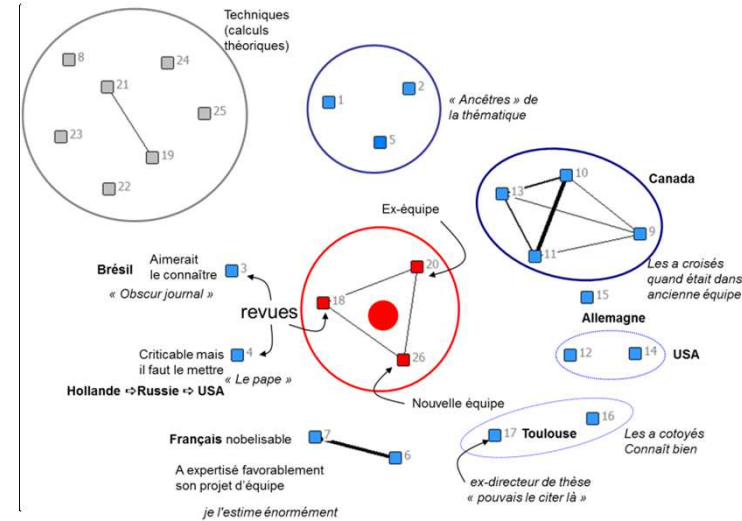 Techniques
(calculs
théoriques)
8
24
21
25
23
19
22
1
2
5
« Ancêtres » de
la thématique
Canada
10
13
9
11
Les a croisés
quand était dans
ancienne équipe
15
Allemagne
12
14
USA
Ex-équipe
20
18
26
Nouvelle équipe
Brésil
Aimerait
le connaître
3
« Obscur journal »
revues
Criticable mais
il faut le mettre
4
« Le pape »
Hollande ➪Russie ➪ USA
Français nobelisable
7
6
A expertisé favorablement
son projet d'équipe
je l'estime énormément
16
17
Toulouse
Les a cotoyés
Connaît bien
ex-directeur de thèse
« pouvais le citer là »